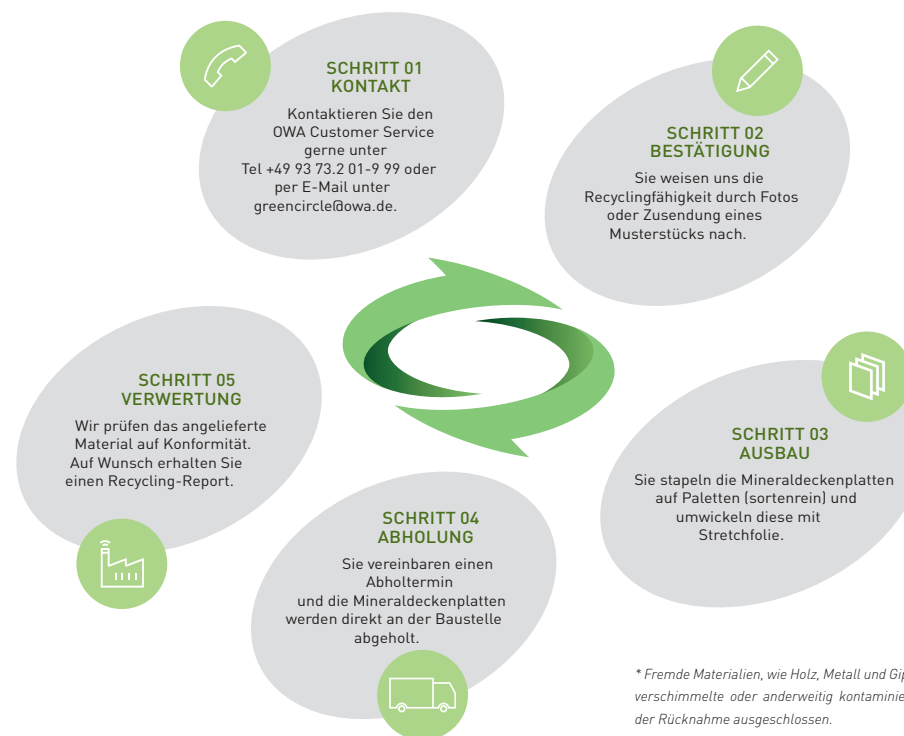 SCHRITT 01
KONTAKT
Kontaktieren Sie den
OWA Customer Service
gerne unter
Tel +49 93 73.2 01-9 99 oder
per E-Mail unter
greencircle@owa.de.
SCHRITT 02
BESTÄTIGUNG
Sie weisen uns die
Recyclingfähigkeit durch Fotos
oder Zusendung eines
Musterstücks nach.
SCHRITT 03
AUSBAU
Sie stapeln die Mineraldeckenplatten
auf Paletten (sortenrein) und
umwickeln diese mit
Stretchfolie.
SCHRITT 04
ABHOLUNG
Sie vereinbaren einen
Abholtermin
und die Mineraldeckenplatten
werden direkt an der Baustelle
abgeholt.
SCHRITT 05
VERWERTUNG
Wir prüfen das angelieferte
Material auf Konformität.
Auf Wunsch erhalten Sie
einen Recycling-Report.
* Fremde Materialien, wie Holz, Metall und
verschimmelte oder anderweitig
der Rücknahme ausgeschlossen.